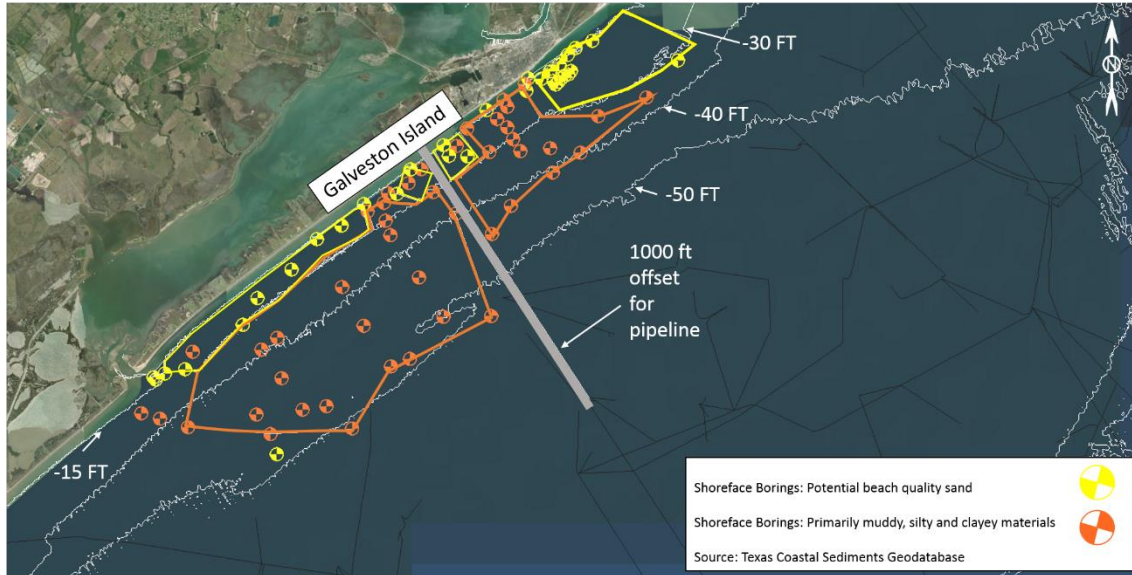 -30 FT
-40 FT
Galveston Island
-50 FT
1000 ft
offset
for
pipeline
-15 FT
N
Shoreface Borings: Potential beach quality sand
Shoreface Borings: Primarily muddy, silty and clayey materials
Source: Texas Coastal Sediments Geodatabase